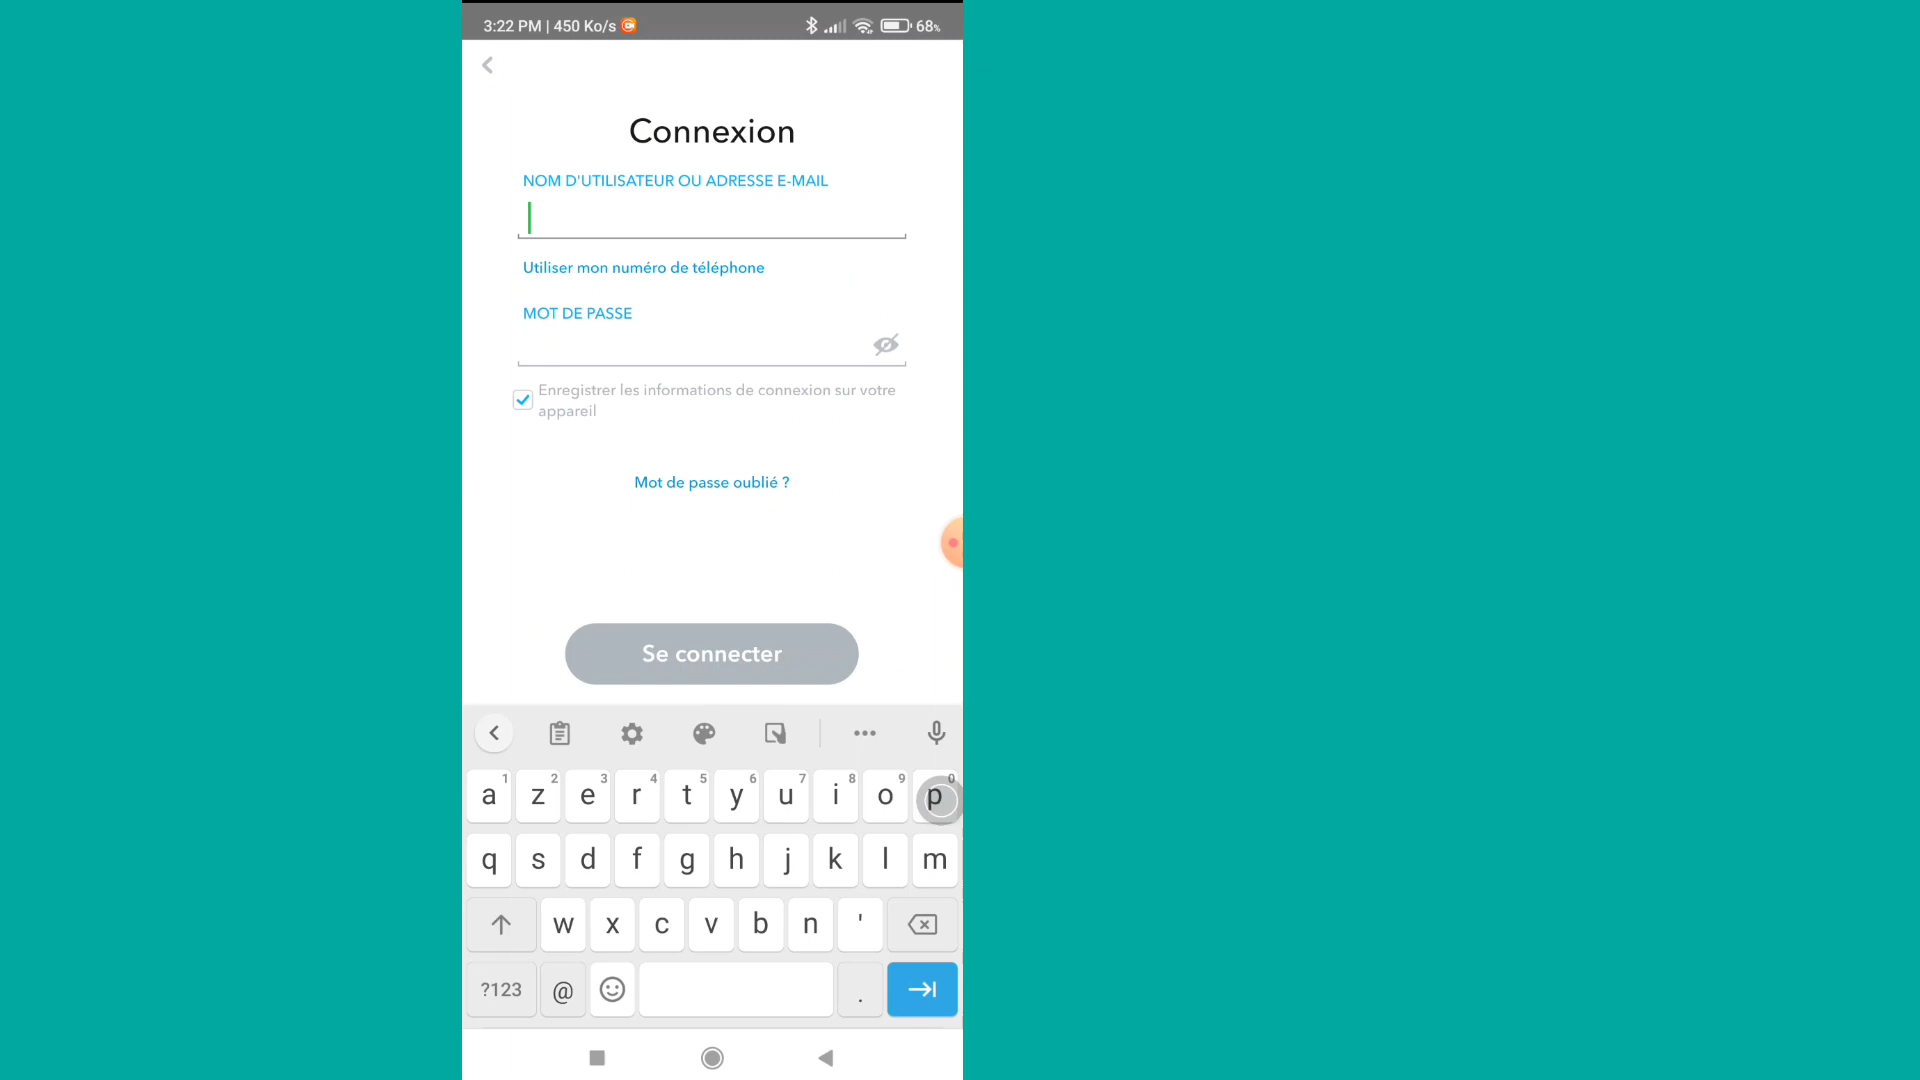 3:22 PM | 450 Ko/s 68%
Connexion
NOM D'UTILISATEUR OU ADRESSE E-MAIL
Utiliser mon numéro de téléphone
MOT DE PASSE
Enregistrer les informations de connexion sur votre
appareil
Mot de passe oublié ?
Se connecter
1 2 3 4 5 6 7 8 9 0
a z e r t y u i o p
q s d f g h j k l m
w x c v b n '
?123 @ .